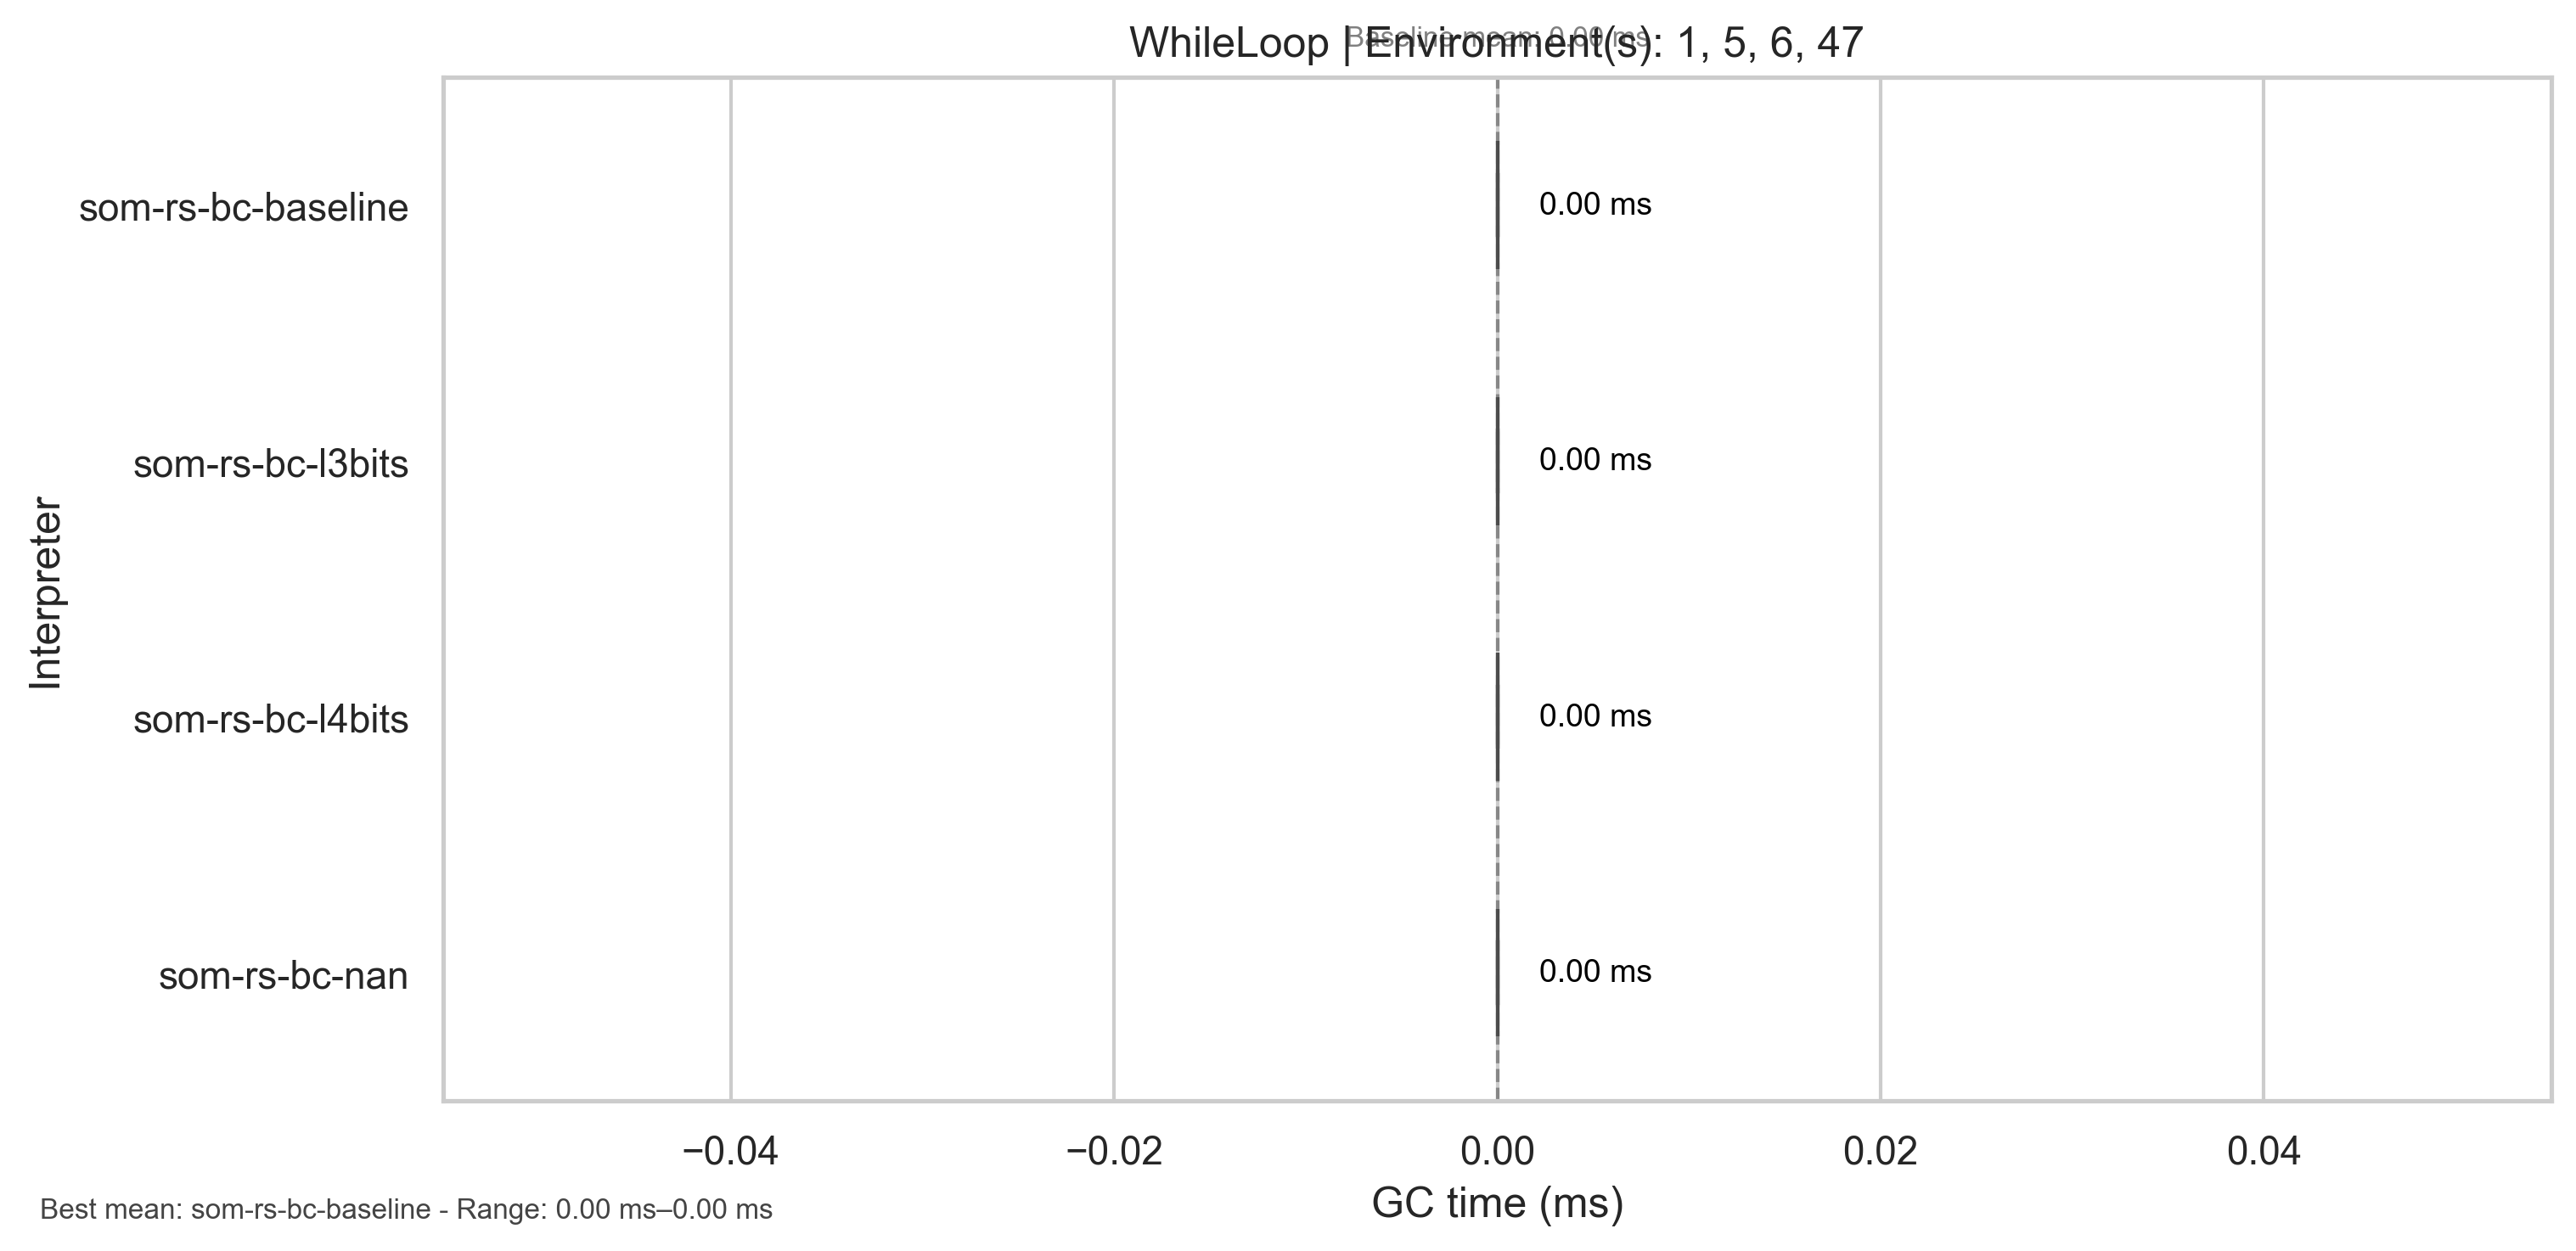 Baseline mean: 0.00 ms
WhileLoop | Environment(s): 1, 5, 6, 47
som-rs-bc-baseline
0.00 ms
som-rs-bc-l3bits
0.00 ms
som-rs-bc-l4bits
0.00 ms
som-rs-bc-nan
0.00 ms
Interpreter
−0.04
−0.02
0.00
0.02
0.04
GC time (ms)
Best mean: som-rs-bc-baseline - Range: 0.00 ms–0.00 ms